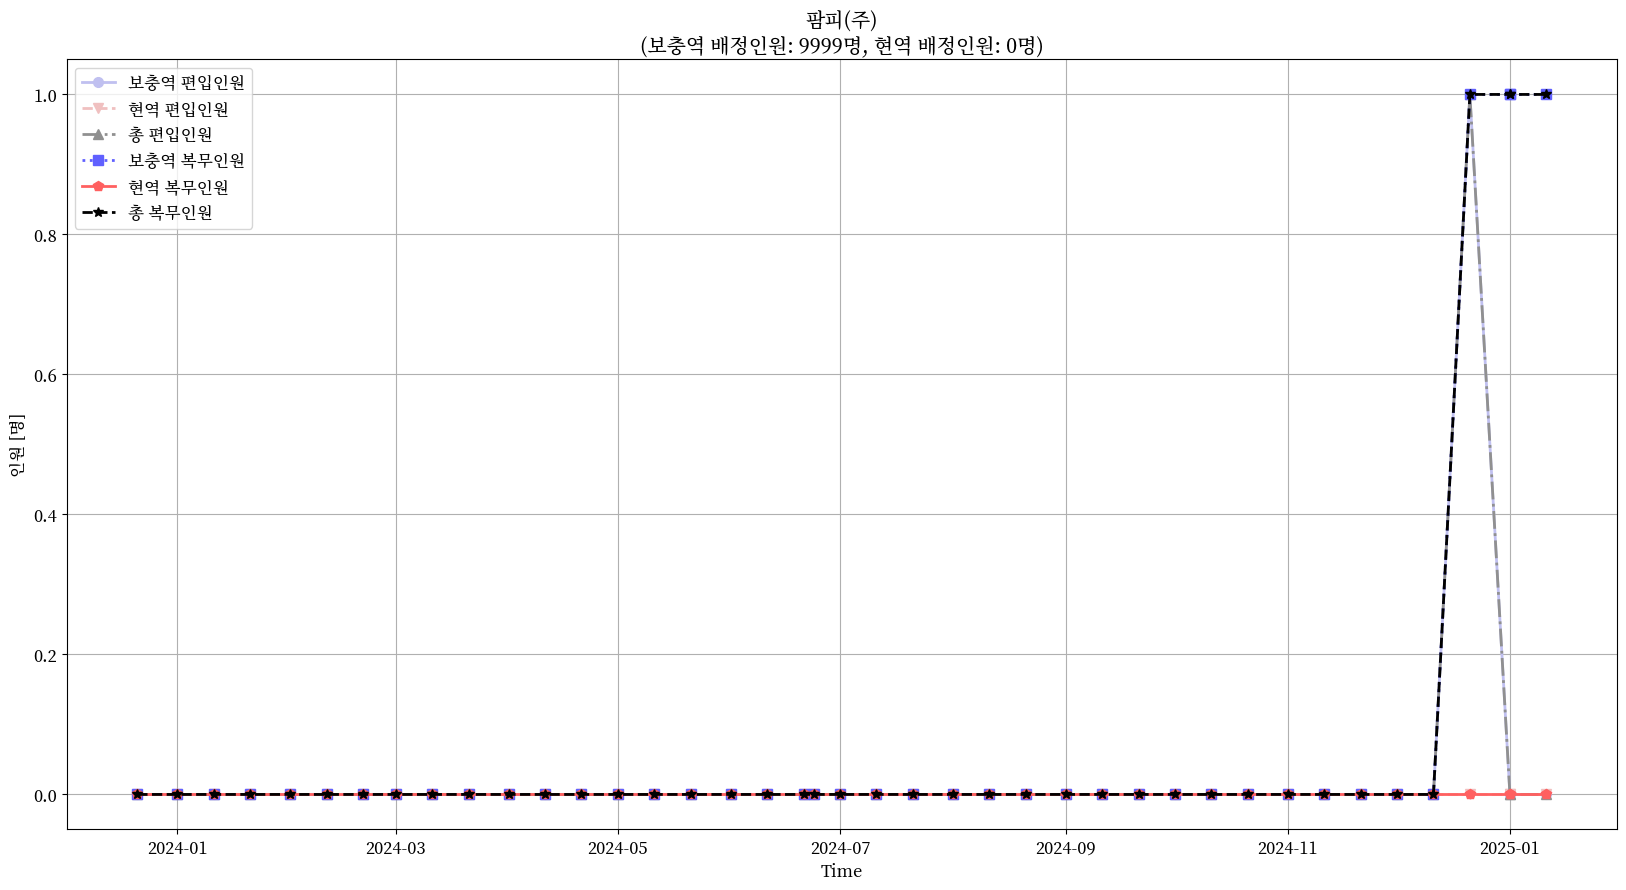 팜피(주)
(보충역 배정인원: 9999명, 현역 배정인원: 0명)
보충역 편입인원
현역 편입인원
총 편입인원
보충역 복무인원
현역 복무인원
총 복무인원
1.0
0.8
0.6
0.4
0.2
0.0
인원 [명]
2024-01
2024-03
2024-05
2024-07
2024-09
2024-11
2025-01
Time